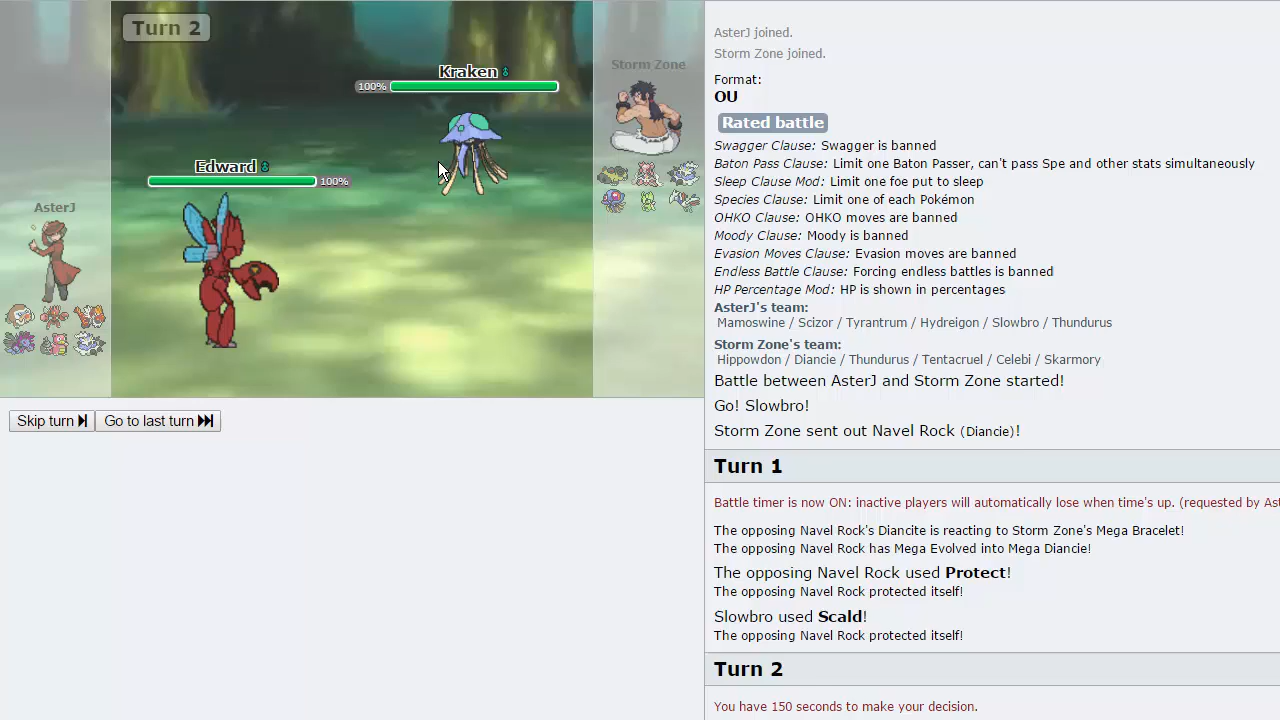 Turn 2
Kraken
100%
Storm Zone
Edward
100%
AsterJ
Skip turn
Go to last turn
AsterJ joined.
Storm Zone joined.
Format:
OU
Rated battle
Swagger Clause: Swagger is banned
Baton Pass Clause: Limit one Baton Passer, can't pass Spe and other stats simultaneously
Sleep Clause Mod: Limit one foe put to sleep
Species Clause: Limit one of each Pokémon
OHKO Clause: OHKO moves are banned
Moody Clause: Moody is banned
Evasion Moves Clause: Evasion moves are banned
Endless Battle Clause: Forcing endless battles is banned
HP Percentage Mod: HP is shown in percentages
AsterJ's team:
Mamoswine / Scizor / Tyrantrum / Hydreigon / Slowbro / Thundurus
Storm Zone's team:
Hippowdon / Diancie / Thundurus / Tentacruel / Celebi / Skarmory
Battle between AsterJ and Storm Zone started!
Go! Slowbro!
Storm Zone sent out Navel Rock (Diancie)!
Turn 1
Battle timer is now ON: inactive players will automatically lose when time's up. (requested by Ast
The opposing Navel Rock's Diancite is reacting to Storm Zone's Mega Bracelet!
The opposing Navel Rock has Mega Evolved into Mega Diancie!
The opposing Navel Rock used Protect!
The opposing Navel Rock protected itself!
Slowbro used Scald!
The opposing Navel Rock protected itself!
Turn 2
You have 150 seconds to make your decision.